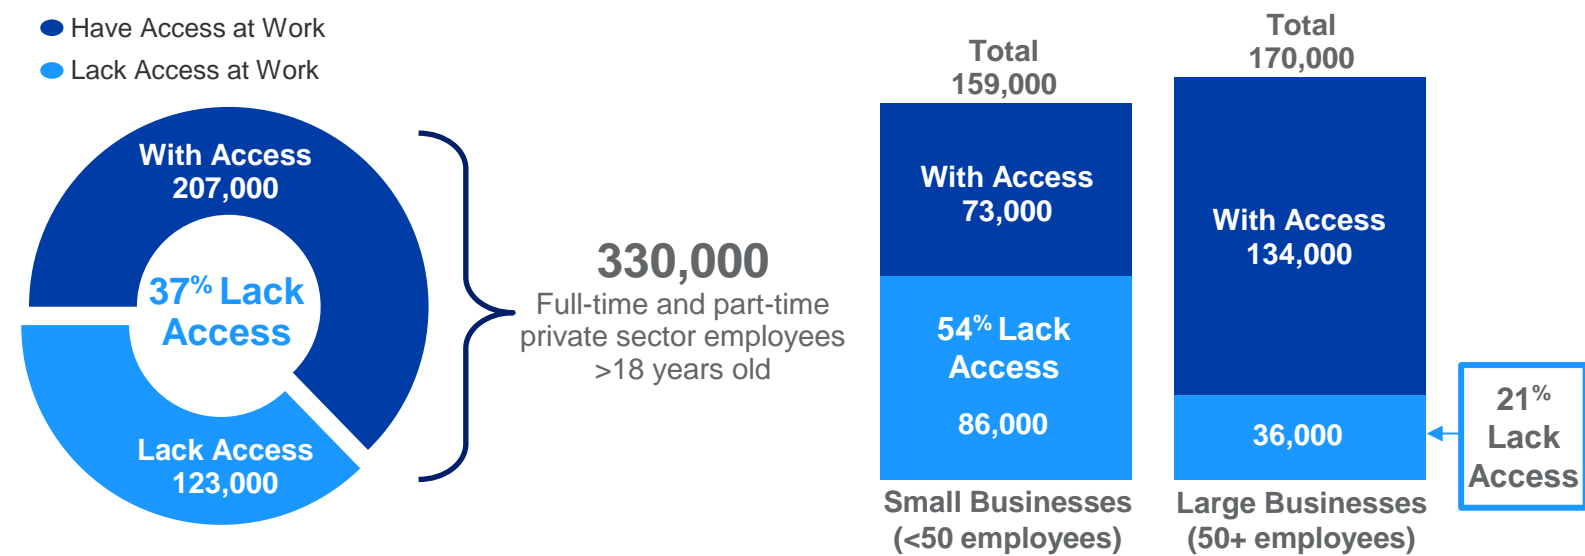 Have Access at Work
Lack Access at Work
With Access
207,000
37% Lack
Access
Lack Access
123,000
330,000
Full-time and part-time
private sector employees
>18 years old
Total
159,000
With Access
73,000
54% Lack
Access
86,000
Small Businesses
(<50 employees)
Total
170,000
With Access
134,000
36,000
Large Businesses
(50+ employees)
21%
Lack
Access